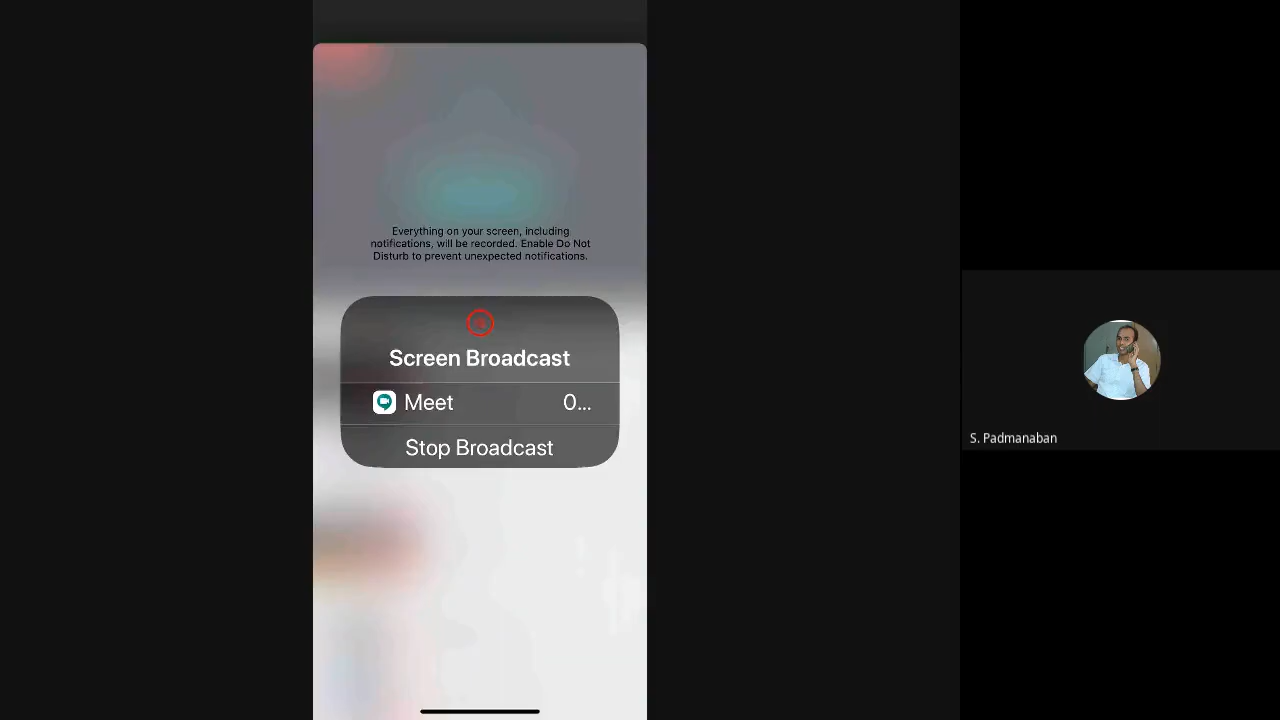 Everything on your screen, including
notifications, will be recorded. Enable Do Not
Disturb to prevent unexpected notifications.
Screen Broadcast
Meet 0...
Stop Broadcast
S. Padmanaban